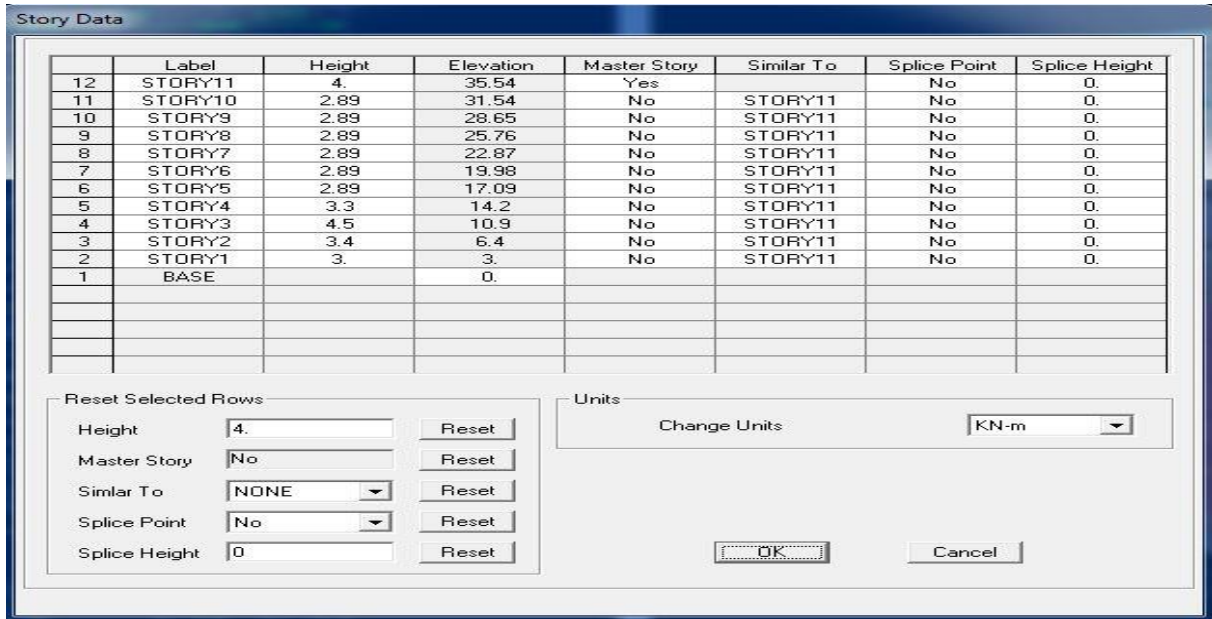 Story Data
Label Height Elevation Master Story Similar To Splice Point Splice Height
12 STORY11 4. 35.54 Yes No 0.
11 STORY10 2.89 31.54 No STORY11 No 0.
10 STORY9 2.89 28.65 No STORY11 No 0.
9 STORY8 2.89 25.76 No STORY11 No 0.
8 STORY7 2.89 22.87 No STORY11 No 0.
7 STORY6 2.89 19.98 No STORY11 No 0.
6 STORY5 2.89 17.09 No STORY11 No 0.
5 STORY4 3.3 14.2 No STORY11 No 0.
4 STORY3 4.5 10.9 No STORY11 No 0.
3 STORY2 3.4 6.4 No STORY11 No 0.
2 STORY1 3. 3. No STORY11 No 0.
1 BASE 0.
Reset Selected Rows
Height 4. Reset
Master Story No Reset
Simlar To NONE Reset
Splice Point No Reset
Splice Height 0 Reset
Units
Change Units KN-m
OK Cancel